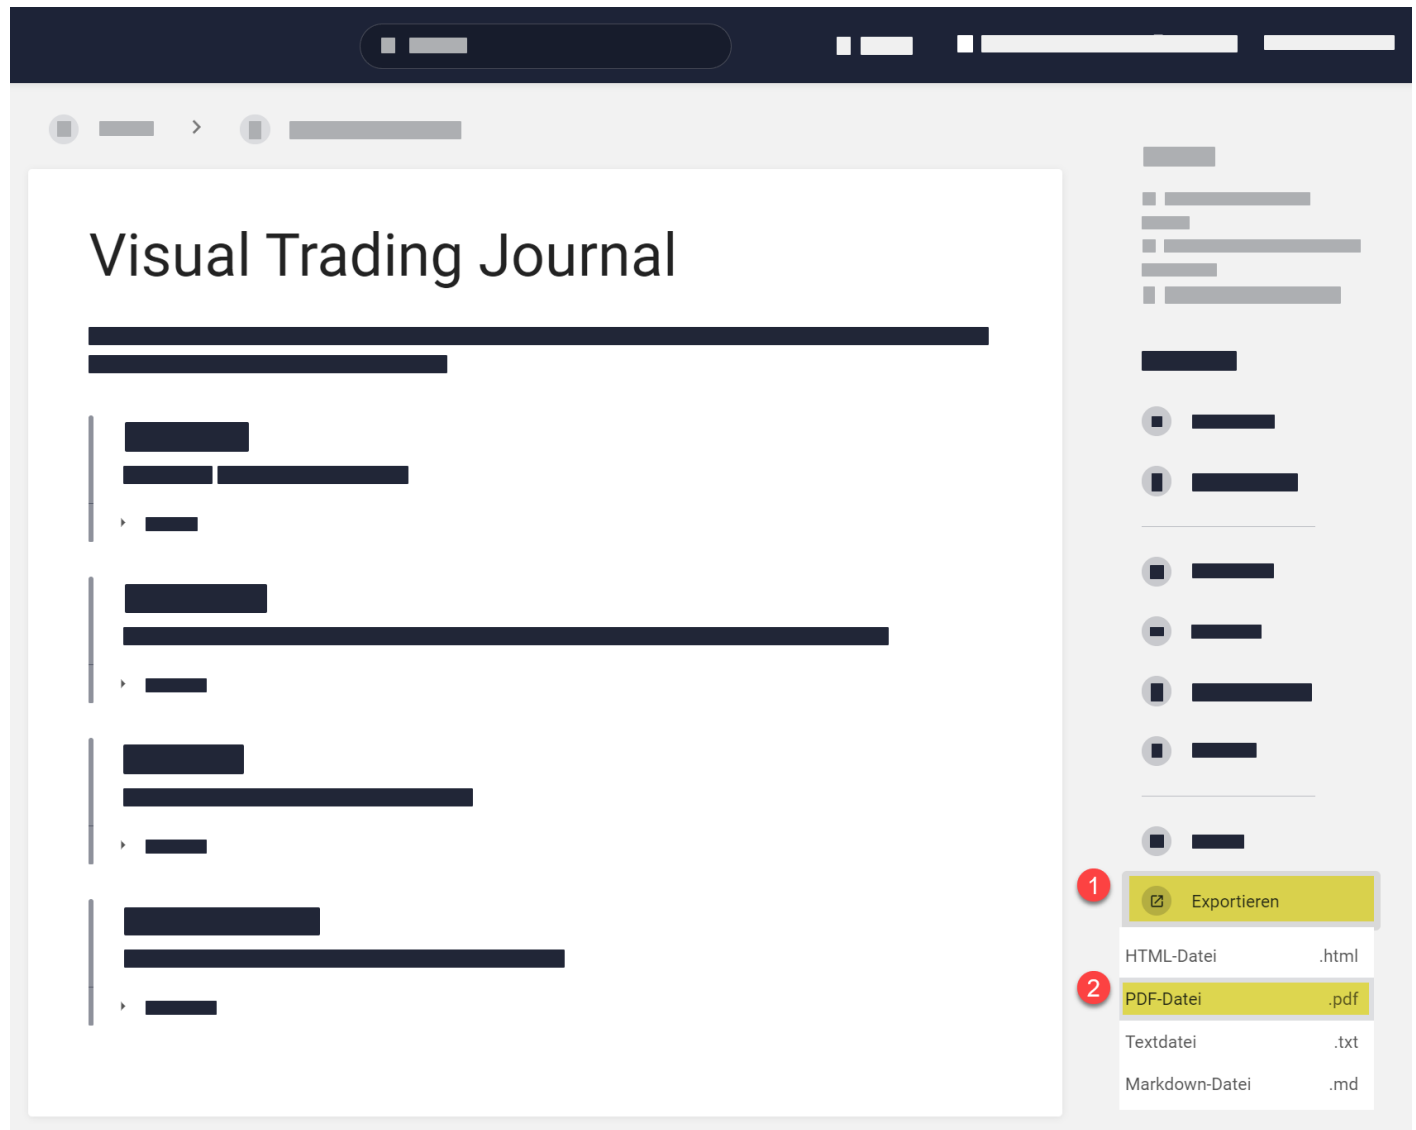 Visual Trading Journal
1
Exportieren
HTML-Datei .html
2
PDF-Datei .pdf
Textdatei .txt
Markdown-Datei .md